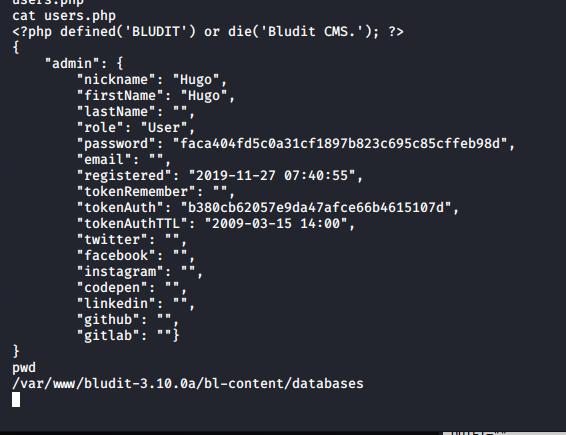 users.php
cat users.php
<?php defined('BLUDIT') or die('Bludit CMS.'); ?>
{
    "admin": {
        "nickname": "Hugo",
        "firstName": "Hugo",
        "lastName": "",
        "role": "User",
        "password": "faca404fd5c0a31cf1897b823c695c85cffeb98d",
        "email": "",
        "registered": "2019-11-27 07:40:55",
        "tokenRemember": "",
        "tokenAuth": "b380cb62057e9da47afce66b4615107d",
        "tokenAuthTTL": "2009-03-15 14:00",
        "twitter": "",
        "facebook": "",
        "instagram": "",
        "codepen": "",
        "linkedin": "",
        "github": "",
        "gitlab": ""}
}
pwd
/var/www/bludit-3.10.0a/bl-content/databases